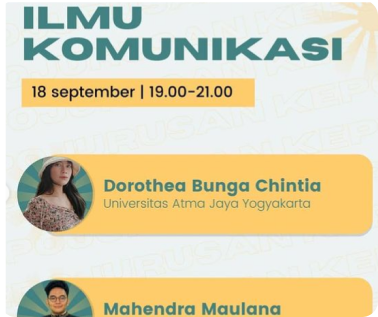 ILMU
KOMUNIKASI
18 september | 19.00-21.00
Dorothea Bunga Chintia
Universitas Atma Jaya Yogyakarta
Mahendra Maulana